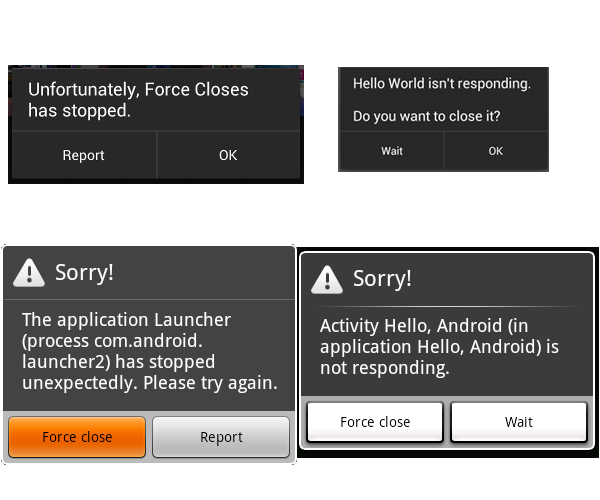 Unfortunately, Force Closes
has stopped.
Report
OK
Hello World isn't responding.
Do you want to close it?
Wait
OK
Sorry!
The application Launcher
(process com.android.
launcher2) has stopped
unexpectedly. Please try again.
Force close
Report
Sorry!
Activity Hello, Android (in
application Hello, Android) is
not responding.
Force close
Wait